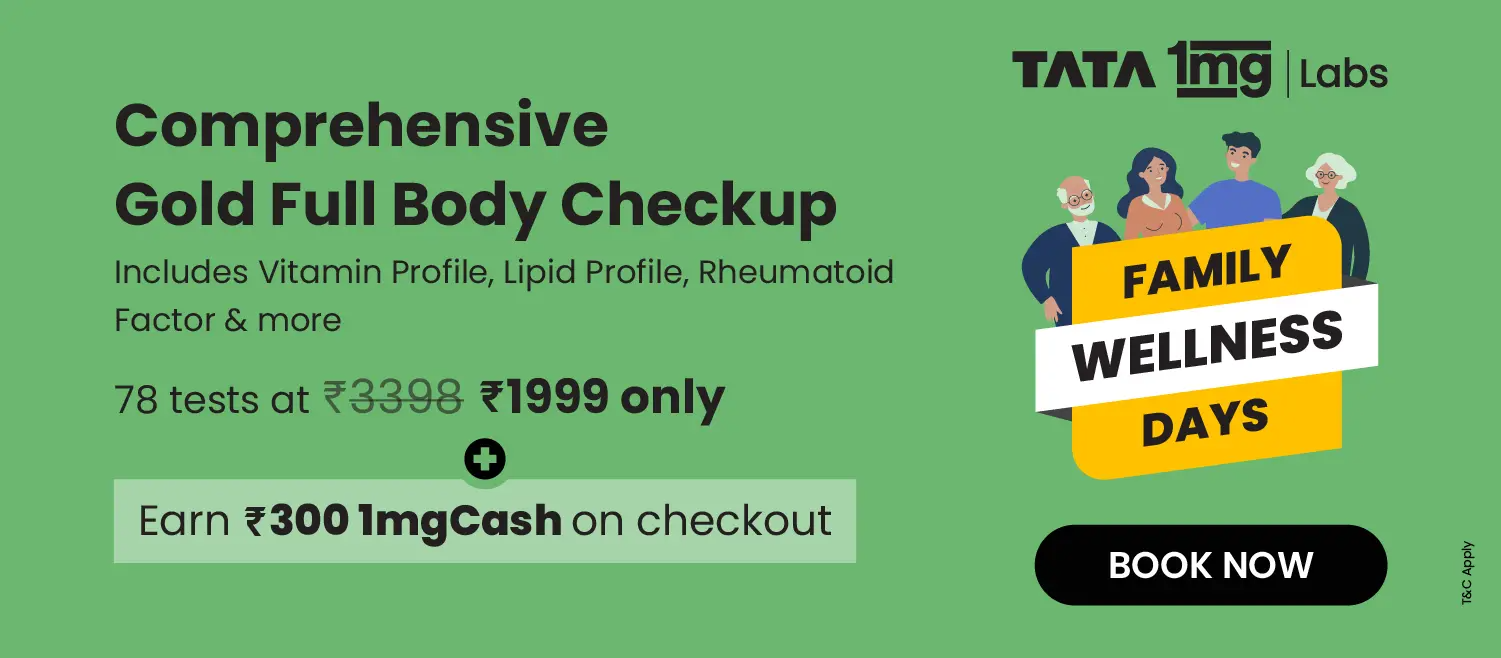 TATA 1mg | Labs
Comprehensive
Gold Full Body Checkup
Includes Vitamin Profile, Lipid Profile, Rheumatoid
Factor & more
78 tests at ₹3398 ₹1999 only
Earn ₹300 1mgCash on checkout
FAMILY
WELLNESS
DAYS
BOOK NOW
T&C Apply